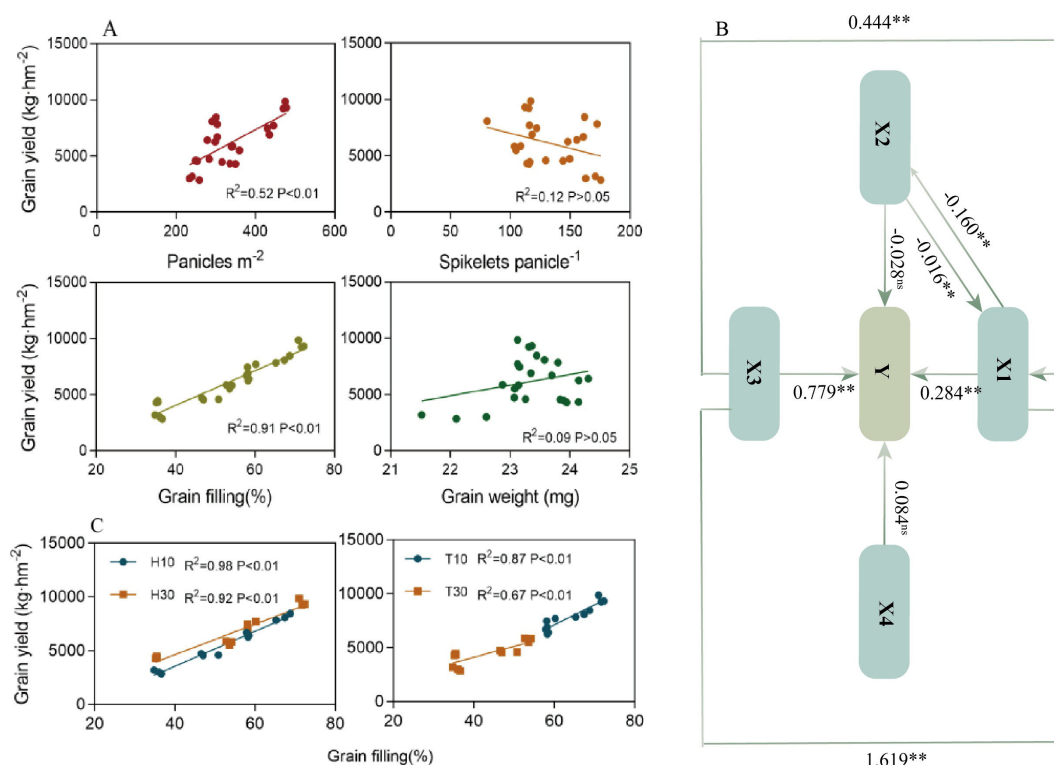 A
Grain yield (kg·hm-2)
15000
10000
5000
0
R2=0.52 P<0.01
0 200 400 600
Panicles m-2
15000
10000
5000
0
R2=0.12 P>0.05
0 50 100 150 200
Spikelets panicle-1
Grain yield (kg·hm-2)
15000
10000
5000
0
R2=0.91 P<0.01
20 40 60 80
Grain filling(%)
15000
10000
5000
0
R2=0.09 P>0.05
21 22 23 24 25
Grain weight (mg)
C
Grain yield (kg·hm-2)
15000
10000
5000
0
H10 R2=0.98 P<0.01
H30 R2=0.92 P<0.01
20 40 60 80
15000
10000
5000
0
T10 R2=0.87 P<0.01
T30 R2=0.67 P<0.01
20 40 60 80
Grain filling(%)
B
0.444**
X2
-0.160**
-0.016**
-0.028ns
X3
0.779**
Y
0.284**
X1
0.084ns
X4
1.619**